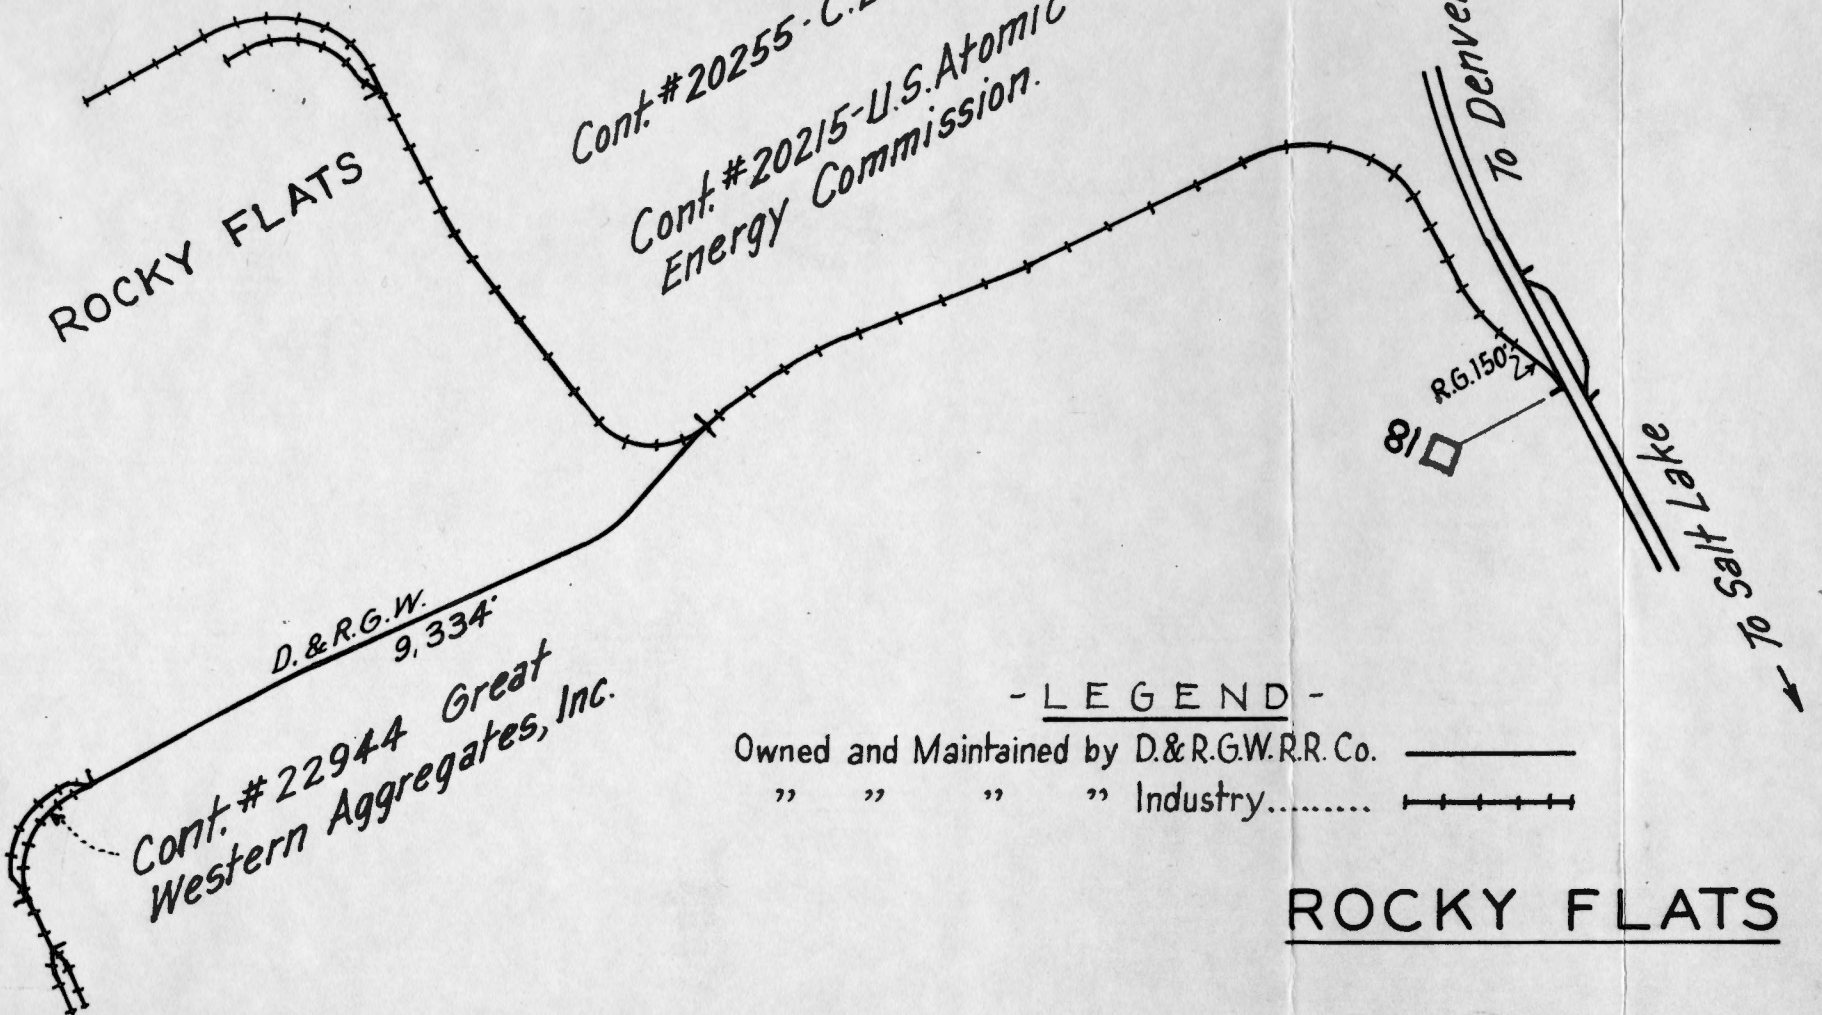 Cont. #20255-C.
Cont. #20215-U.S. Atomic
Energy Commission.
To Denver
ROCKY FLATS
R.G. 150'
81
To Salt Lake
D. & R.G.W.
9,334'
Cont. # 22944 Great
Western Aggregates, Inc.
- LEGEND -
Owned and Maintained by D.& R.G.W. R.R. Co.
" " " " Industry.........
ROCKY FLATS